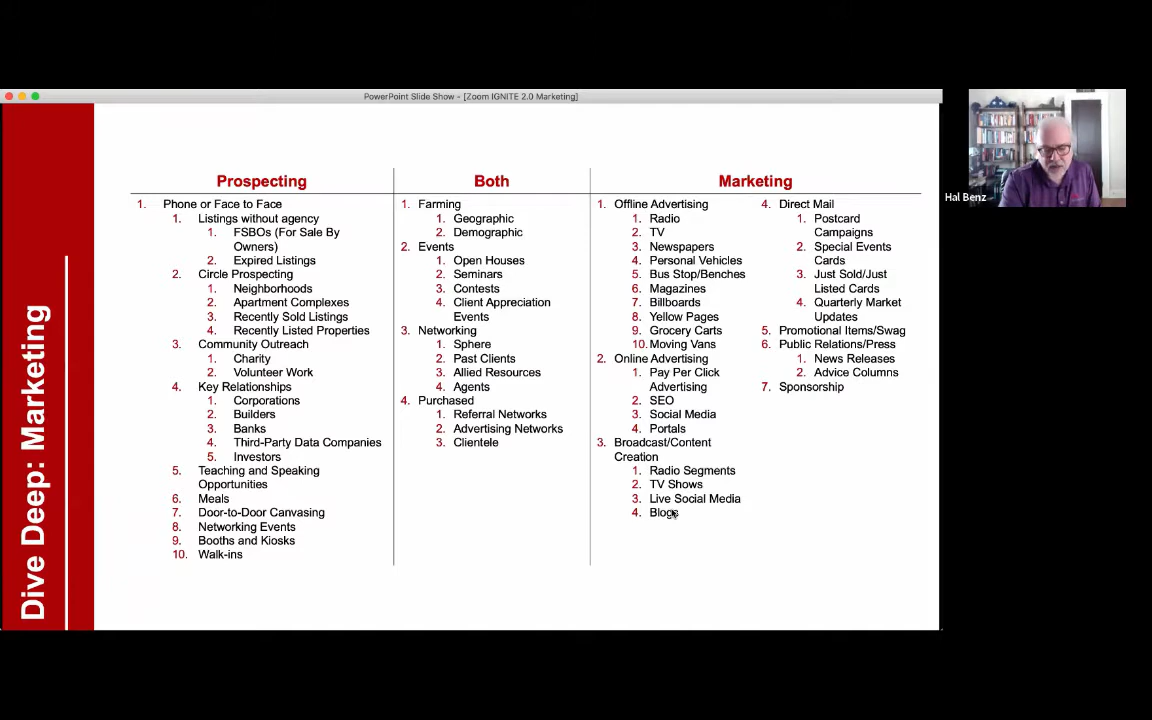 PowerPoint Slide Show - [Zoom IGNITE 2.0 Marketing]
Dive Deep: Marketing
Prospecting
1. Phone or Face to Face
1. Listings without agency
1. FSBOs (For Sale By
Owners)
2. Expired Listings
2. Circle Prospecting
1. Neighborhoods
2. Apartment Complexes
3. Recently Sold Listings
4. Recently Listed Properties
3. Community Outreach
1. Charity
2. Volunteer Work
4. Key Relationships
1. Corporations
2. Builders
3. Banks
4. Third-Party Data Companies
5. Investors
5. Teaching and Speaking
Opportunities
6. Meals
7. Door-to-Door Canvasing
8. Networking Events
9. Booths and Kiosks
10. Walk-ins
Both
1. Farming
1. Geographic
2. Demographic
2. Events
1. Open Houses
2. Seminars
3. Contests
4. Client Appreciation
Events
3. Networking
1. Sphere
2. Past Clients
3. Allied Resources
4. Agents
4. Purchased
1. Referral Networks
2. Advertising Networks
3. Clientele
Marketing
1. Offline Advertising
1. Radio
2. TV
3. Newspapers
4. Personal Vehicles
5. Bus Stop/Benches
6. Magazines
7. Billboards
8. Yellow Pages
9. Grocery Carts
10. Moving Vans
2. Online Advertising
1. Pay Per Click
Advertising
2. SEO
3. Social Media
4. Portals
3. Broadcast/Content
Creation
1. Radio Segments
2. TV Shows
3. Live Social Media
4. Blogs
4. Direct Mail
1. Postcard
Campaigns
2. Special Events
Cards
3. Just Sold/Just
Listed Cards
4. Quarterly Market
Updates
5. Promotional Items/Swag
6. Public Relations/Press
1. News Releases
2. Advice Columns
7. Sponsorship
Hal Benz